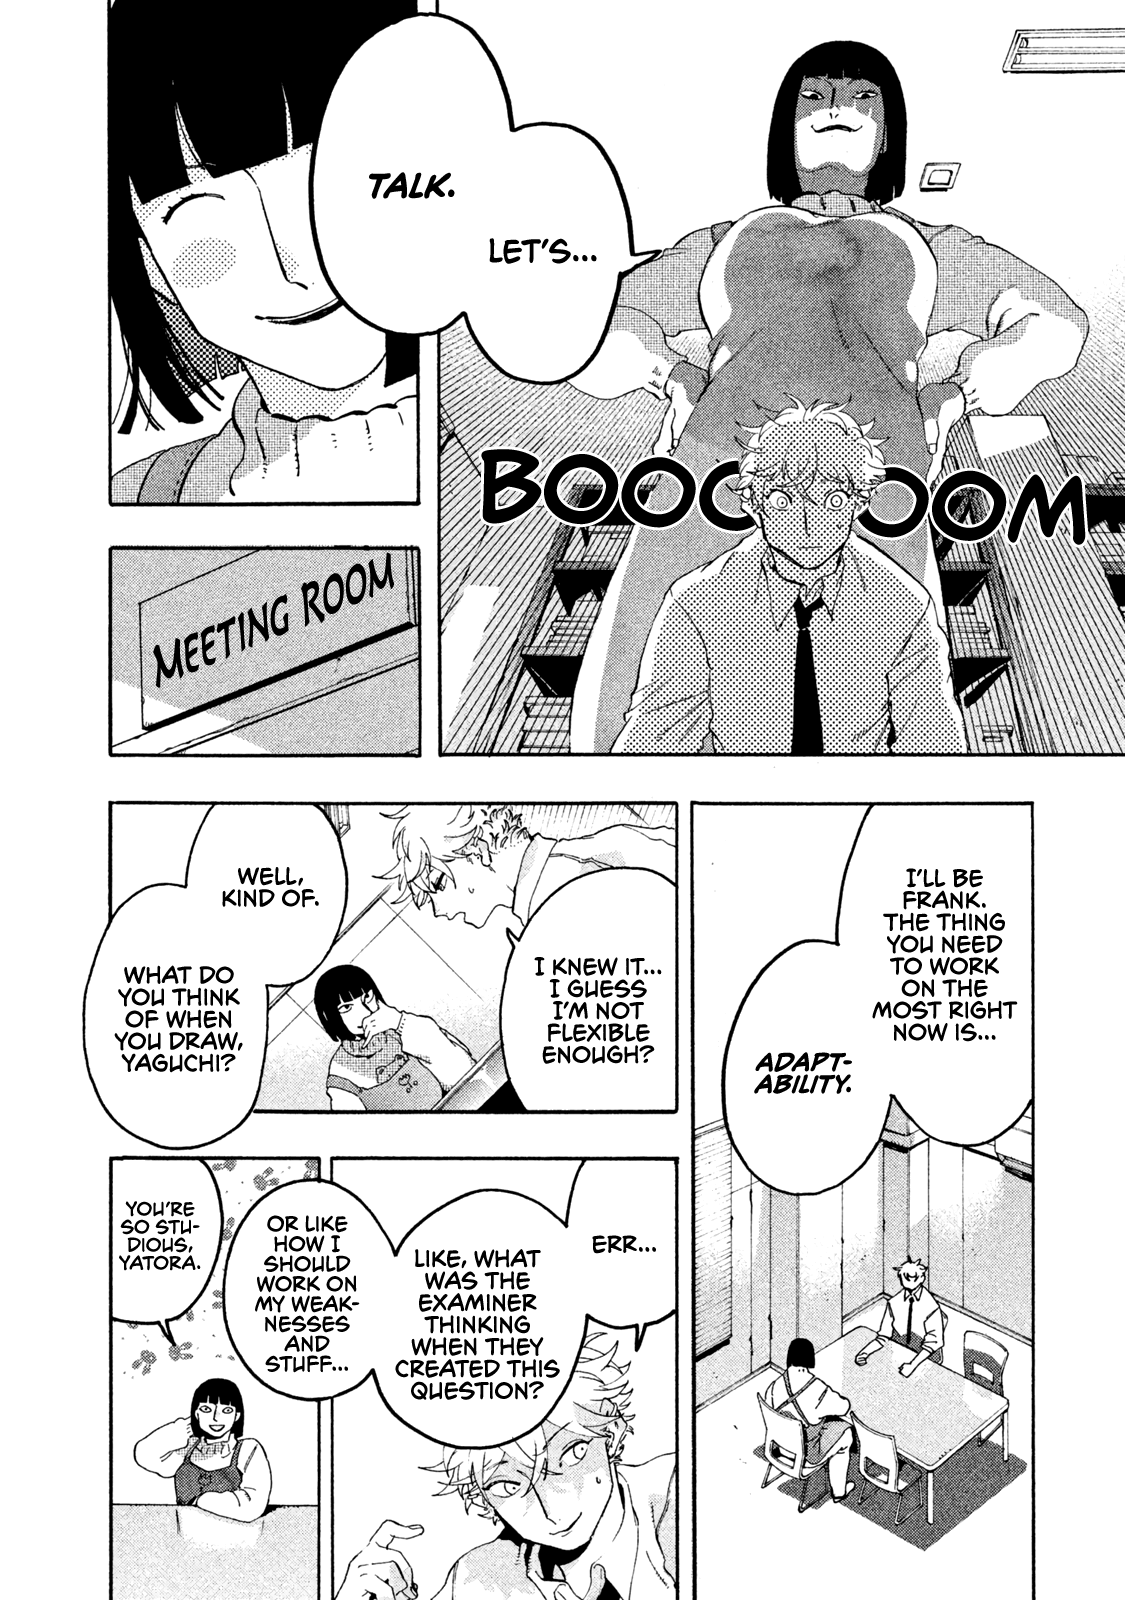 LET'S...
TALK.
BOOOOOOM
MEETING ROOM
I'LL BE
FRANK.
THE THING
YOU NEED
TO WORK
ON THE
MOST RIGHT
NOW IS...
ADAPT-
ABILITY.
I KNEW IT...
I GUESS
I'M NOT
FLEXIBLE
ENOUGH?
WELL,
KIND OF.
WHAT DO
YOU THINK
OF WHEN
YOU DRAW,
YAGUCHI?
ERR...
LIKE, WHAT
WAS THE
EXAMINER
THINKING
WHEN THEY
CREATED THIS
QUESTION?
OR LIKE
HOW I
SHOULD
WORK ON
MY WEAK-
NESSES
AND
STUFF...
YOU'RE
SO STU-
DIOUS,
YATORA.